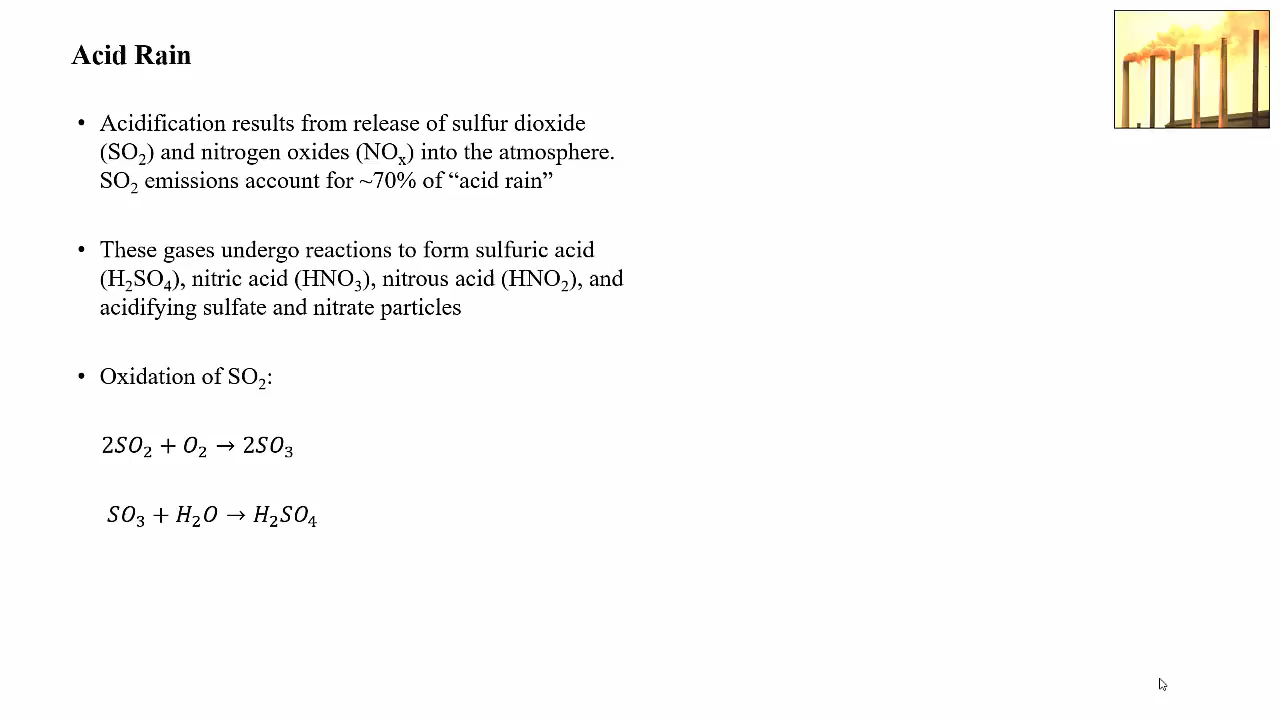 Acid Rain
• Acidification results from release of sulfur dioxide
(SO₂) and nitrogen oxides (NOₓ) into the atmosphere.
SO₂ emissions account for ~70% of “acid rain”
• These gases undergo reactions to form sulfuric acid
(H₂SO₄), nitric acid (HNO₃), nitrous acid (HNO₂), and
acidifying sulfate and nitrate particles
• Oxidation of SO₂:
2SO₂ + O₂ → 2SO₃
SO₃ + H₂O → H₂SO₄